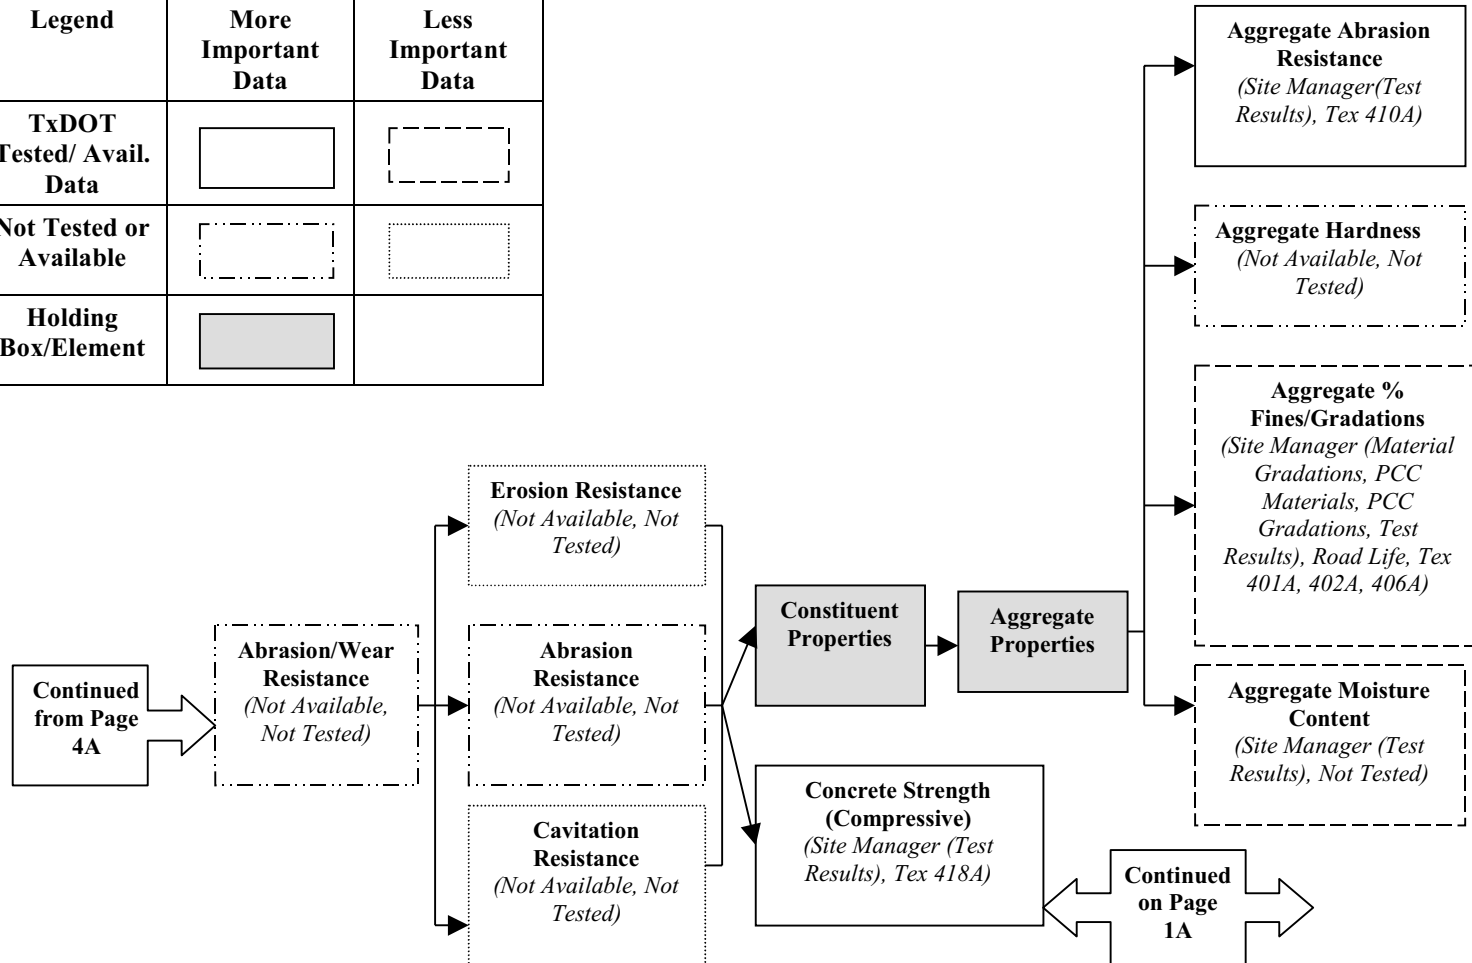 Legend
More
Important
Data
Less
Important
Data
TxDOT
Tested/ Avail.
Data
Not Tested or
Available
Holding
Box/Element
Continued
from Page
4A
Abrasion/Wear
Resistance
(Not Available,
Not Tested)
Erosion Resistance
(Not Available, Not
Tested)
Abrasion
Resistance
(Not Available, Not
Tested)
Cavitation
Resistance
(Not Available, Not
Tested)
Constituent
Properties
Concrete Strength
(Compressive)
(Site Manager (Test
Results), Tex 418A)
Continued
on Page
1A
Aggregate
Properties
Aggregate Abrasion
Resistance
(Site Manager(Test
Results), Tex 410A)
Aggregate Hardness
(Not Available, Not
Tested)
Aggregate %
Fines/Gradations
(Site Manager (Material
Gradations, PCC
Materials, PCC
Gradations, Test
Results), Road Life, Tex
401A, 402A, 406A)
Aggregate Moisture
Content
(Site Manager (Test
Results), Not Tested)